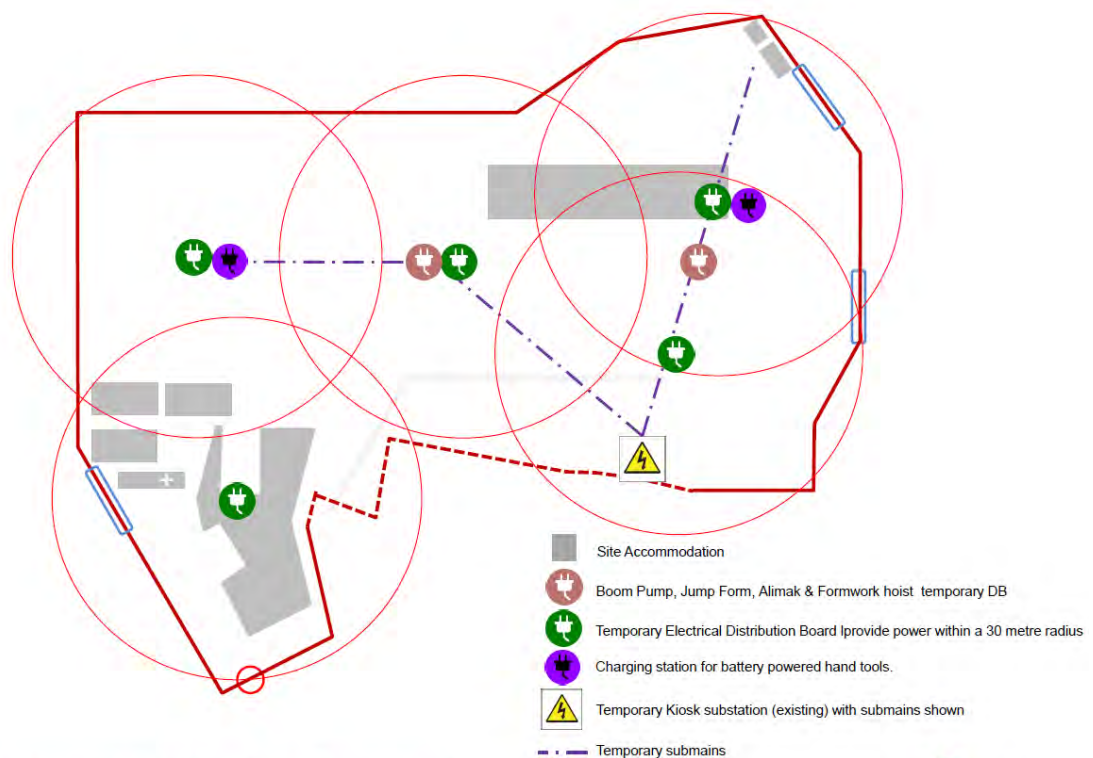 Site Accommodation
Boom Pump, Jump Form, Alimak & Formwork hoist temporary DB
Temporary Electrical Distribution Board Iprovide power within a 30 metre radius
Charging station for battery powered hand tools.
Temporary Kiosk substation (existing) with submains shown
Temporary submains